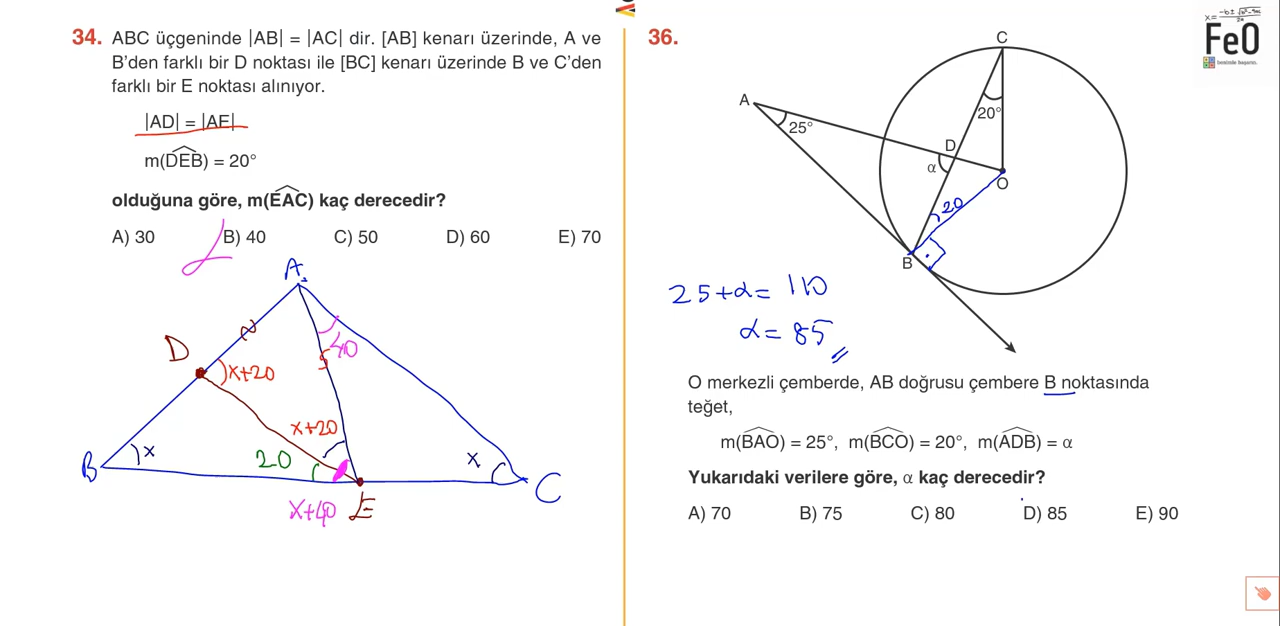 34. ABC üçgeninde |AB| = |AC| dir. [AB] kenarı üzerinde, A ve
B'den farklı bir D noktası ile [BC] kenarı üzerinde B ve C'den
farklı bir E noktası alınıyor.
|AD| = |AE|
m(DEB) = 20°
olduğuna göre, m(EAC) kaç derecedir?
A) 30 B) 40 C) 50 D) 60 E) 70
A
D
x+20
40
x+20
B
x
20
x
C
x+40
E
36.
C
A
25°
20°
D
α
O
20
B
25+α= 110
α= 85
O merkezli çemberde, AB doğrusu çembere B noktasında
teğet,
m(BAO) = 25°, m(BCO) = 20°, m(ADB) = α
Yukarıdaki verilere göre, α kaç derecedir?
A) 70 B) 75 C) 80 D) 85 E) 90
FeO